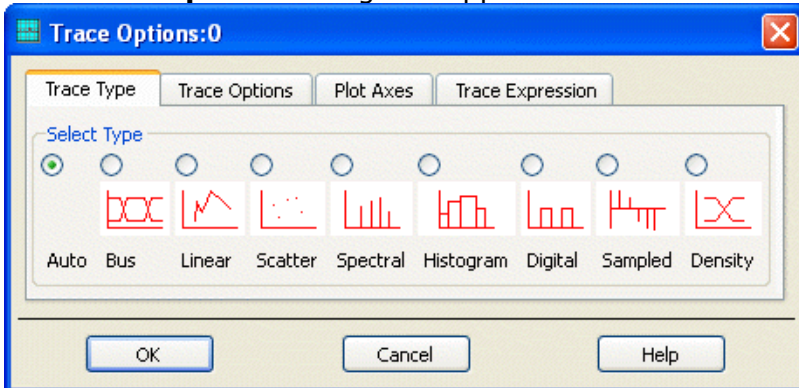 Trace Options:0
Trace Type Trace Options Plot Axes Trace Expression
Select Type
Auto Bus Linear Scatter Spectral Histogram Digital Sampled Density
OK Cancel Help